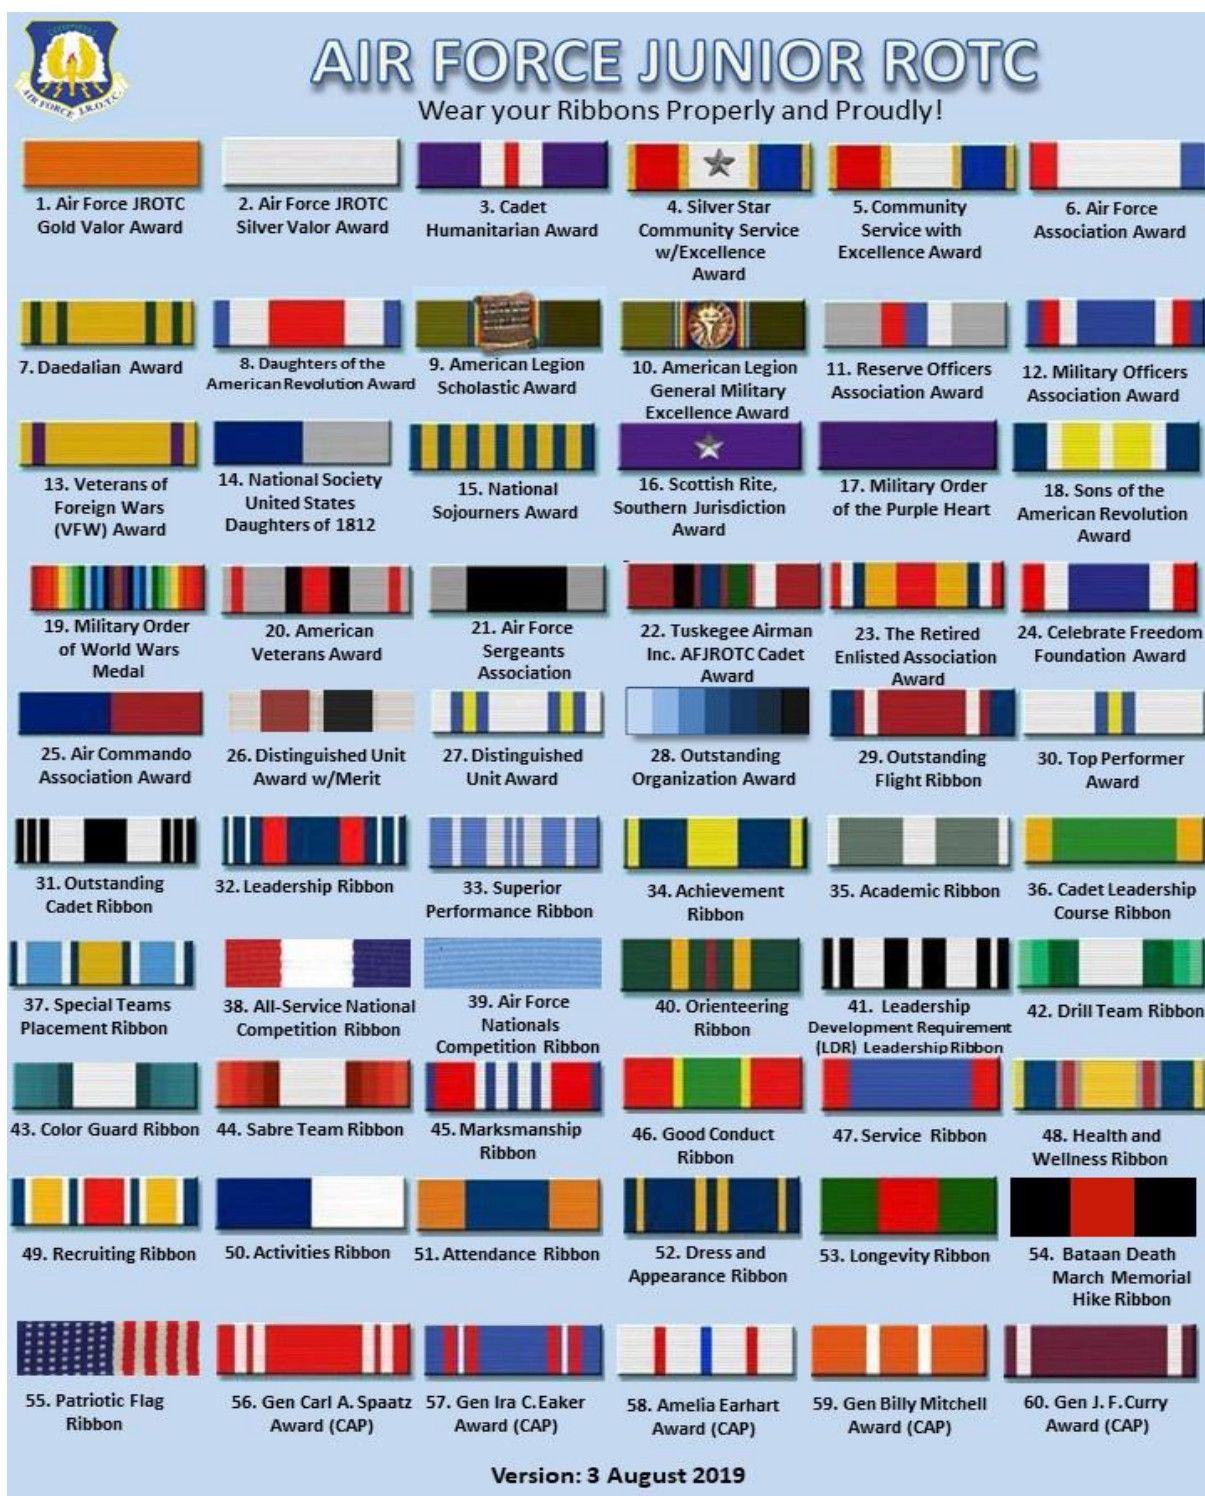 AIR FORCE JUNIOR ROTC
Wear your Ribbons Properly and Proudly!
AIR FORCE J.R.O.T.C.
1. Air Force JROTC
Gold Valor Award
2. Air Force JROTC
Silver Valor Award
3. Cadet
Humanitarian Award
4. Silver Star
Community Service
w/Excellence
Award
5. Community
Service with
Excellence Award
6. Air Force
Association Award
7. Daedalian Award
8. Daughters of the
American Revolution Award
9. American Legion
Scholastic Award
10. American Legion
General Military
Excellence Award
11. Reserve Officers
Association Award
12. Military Officers
Association Award
13. Veterans of
Foreign Wars
(VFW) Award
14. National Society
United States
Daughters of 1812
15. National
Sojourners Award
16. Scottish Rite,
Southern Jurisdiction
Award
17. Military Order
of the Purple Heart
18. Sons of the
American Revolution
Award
19. Military Order
of World Wars
Medal
20. American
Veterans Award
21. Air Force
Sergeants
Association
22. Tuskegee Airman
Inc. AFJROTC Cadet
Award
23. The Retired
Enlisted Association
Award
24. Celebrate Freedom
Foundation Award
25. Air Commando
Association Award
26. Distinguished Unit
Award w/Merit
27. Distinguished
Unit Award
28. Outstanding
Organization Award
29. Outstanding
Flight Ribbon
30. Top Performer
Award
31. Outstanding
Cadet Ribbon
32. Leadership Ribbon
33. Superior
Performance Ribbon
34. Achievement
Ribbon
35. Academic Ribbon
36. Cadet Leadership
Course Ribbon
37. Special Teams
Placement Ribbon
38. All-Service National
Competition Ribbon
39. Air Force
Nationals
Competition Ribbon
40. Orienteering
Ribbon
41. Leadership
Development Requirement
(LDR) Leadership Ribbon
42. Drill Team Ribbon
43. Color Guard Ribbon
44. Sabre Team Ribbon
45. Marksmanship
Ribbon
46. Good Conduct
Ribbon
47. Service Ribbon
48. Health and
Wellness Ribbon
49. Recruiting Ribbon
50. Activities Ribbon
51. Attendance Ribbon
52. Dress and
Appearance Ribbon
53. Longevity Ribbon
54. Bataan Death
March Memorial
Hike Ribbon
55. Patriotic Flag
Ribbon
56. Gen Carl A. Spaatz
Award (CAP)
57. Gen Ira C. Eaker
Award (CAP)
58. Amelia Earhart
Award (CAP)
59. Gen Billy Mitchell
Award (CAP)
60. Gen J. F. Curry
Award (CAP)
Version: 3 August 2019